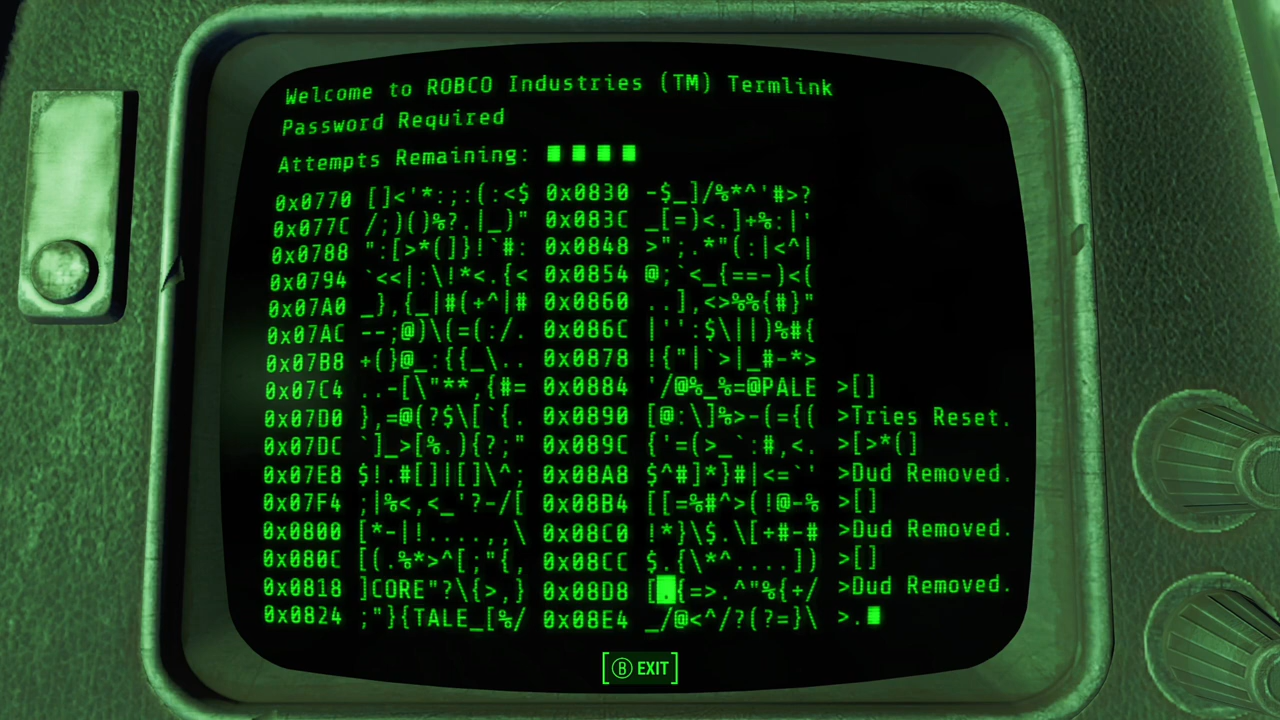 Welcome to ROBCO Industries (TM) Termlink
Password Required
Attempts Remaining: ■ ■ ■ ■
0x0770 []<'*:;:(:<$ 0x0830 -$_]/%*^'#>?
0x077C /;)()%?.|_)" 0x083C _[=)<.]+%:|'
0x0788 ":[>*(]}!`#: 0x0848 >";.*"(:|<^|
0x0794 `<<|:\!*<.{< 0x0854 @;`<_{==-)<(
0x07A0 _},{_|#(+^|# 0x0860 ..],<>%%{#}"
0x07AC --;@)\(=(:/. 0x086C |'':$\||)%#{
0x07B8 +(}@_:{{_\.. 0x0878 !{"|`>|_#-*>
0x07C4 ..-[\"**,{#= 0x0884 '/@%_%=@PALE >[]
0x07D0 },=@(?$\[`{. 0x0890 [@:\]%>-(={( >Tries Reset.
0x07DC `]_>[%.){?;" 0x089C {'=(>_`:#,<. >[>*(]
0x07E8 $!.#[]|[]\^; 0x08A8 $^#]*}#|<=`' >Dud Removed.
0x07F4 ;|%<,<_'?-/[ 0x08B4 [[=%#^>(!@-% >[]
0x0800 [*-|!....,,\ 0x08C0 !*}\$.\[+#-# >Dud Removed.
0x080C [(.%*>^[;"{, 0x08CC $.{\*^....]) >[]
0x0818 ]CORE"?\{>,} 0x08D8 [.{=>.^"%{+/ >Dud Removed.
0x0824 ;"}{TALE_[%/ 0x08E4 _/@<^/?(?=}\ >.■
Ⓑ EXIT